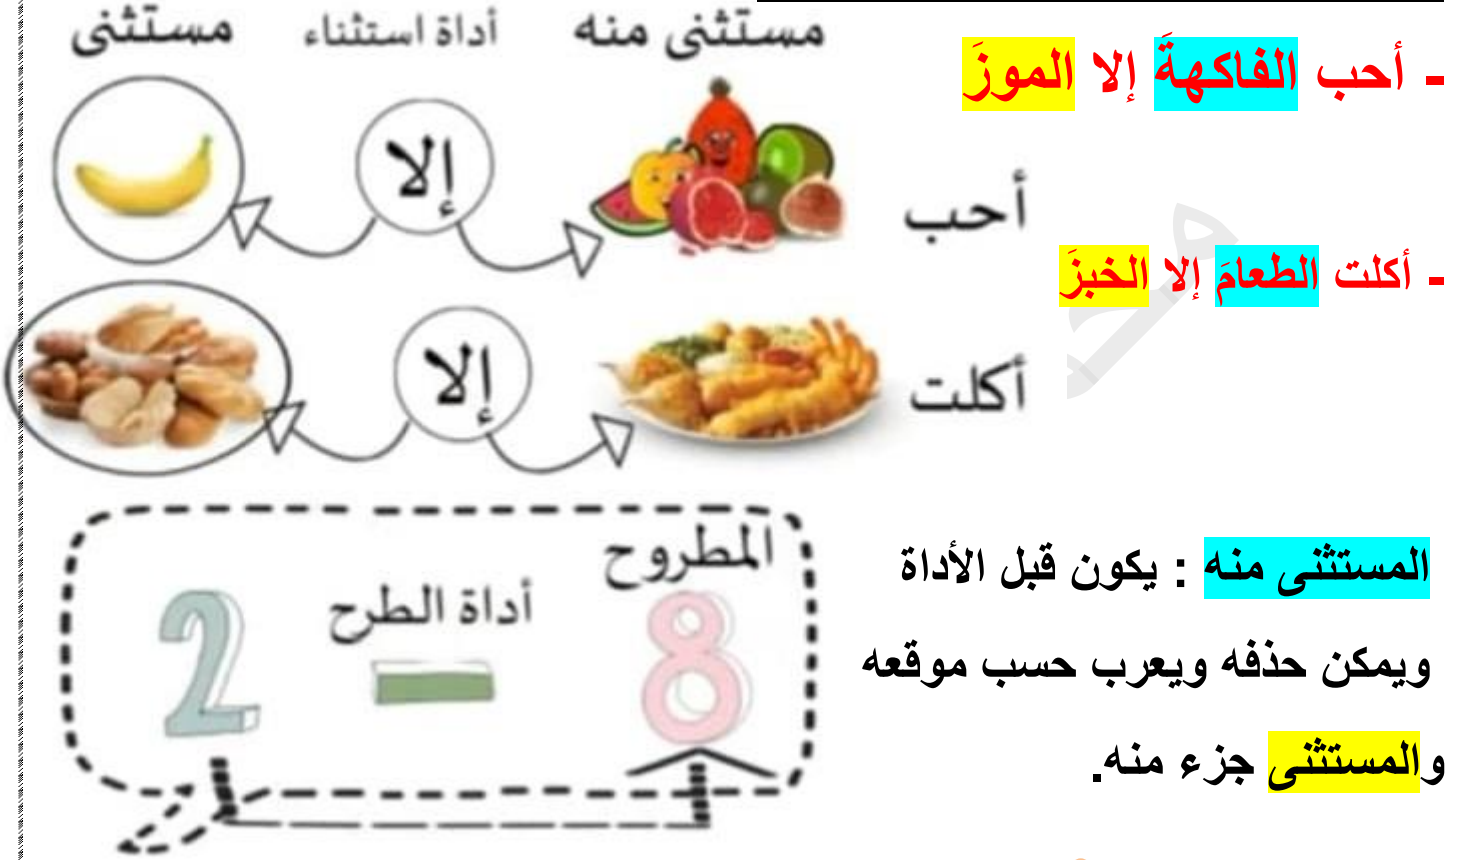 - أحب الفاكهةَ إلا الموزَ
مستثنى منه أداة استثناء مستثنى
أحب إلا
- أكلت الطعامَ إلا الخبزَ
أكلت إلا
المستثنى منه : يكون قبل الأداة
ويمكن حذفه ويعرب حسب موقعه
والمستثنى جزء منه.
المطروح
أداة الطرح
8 - 2